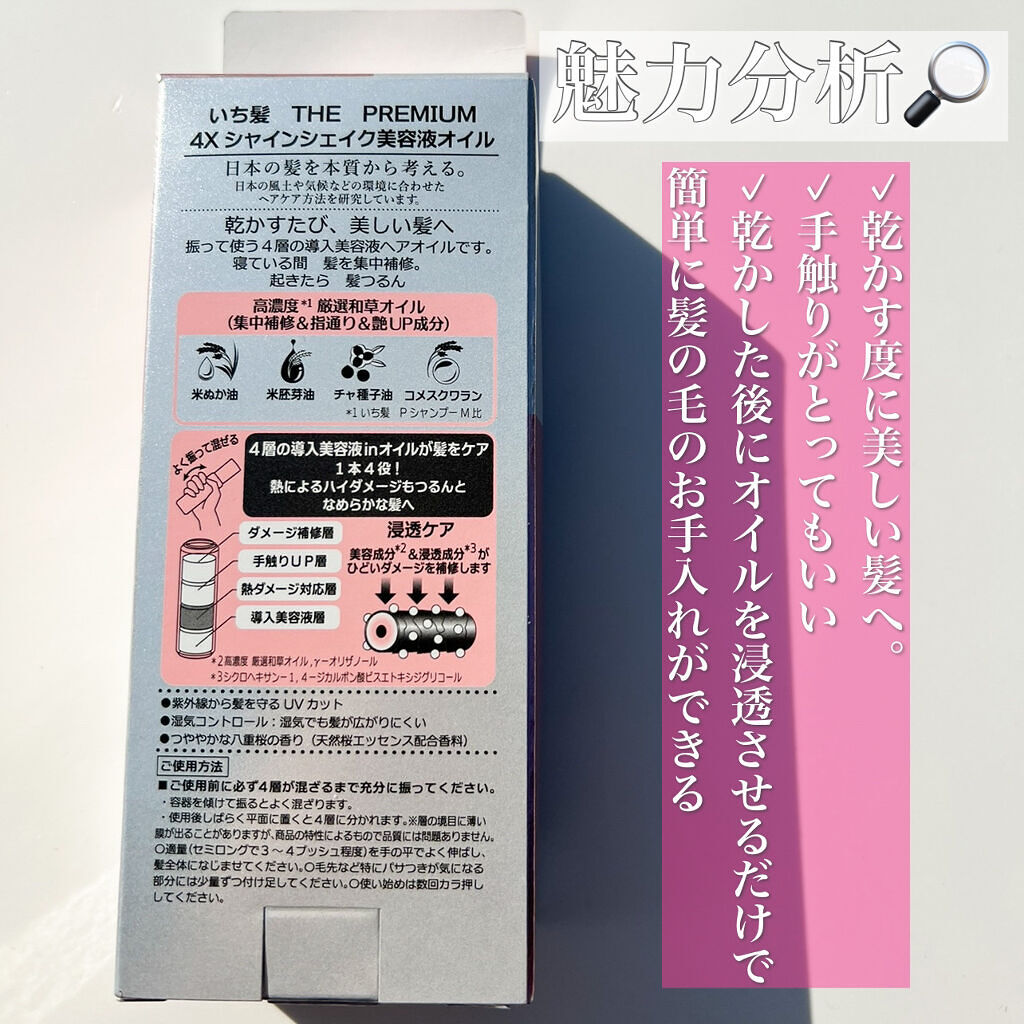 魅力分析
✓乾かす度に美しい髪へ。
✓手触りがとってもいい
✓乾かした後にオイルを浸透させるだけで
簡単に髪の毛のお手入れができる
いち髪 THE PREMIUM
4X シャインシェイク美容液オイル
日本の髪を本質から考える。
日本の風土や気候などの環境に合わせた
ヘアケア方法を研究しています。
乾かすたび、美しい髪へ
振って使う4層の導入美容液ヘアオイルです。
寝ている間 髪を集中補修。
起きたら 髪つるん
高濃度*1 厳選和草オイル
(集中補修&指通り&艶UP成分)
米ぬか油 米胚芽油 チャ種子油 コメスクワラン
*1 いち髪 PシャンプーM比
よく振って混ぜる
4層の導入美容液inオイルが髪をケア
1本4役!
熱によるハイダメージもつるんと
なめらかな髪へ
ダメージ補修層
手触りUP層
熱ダメージ対応層
導入美容液層
浸透ケア
美容成分*2&浸透成分*3が
ひどいダメージを補修します
*2高濃度 厳選和草オイル,γーオリザノール
*3シクロヘキサン-1,4-ジカルボン酸ビスエトキシジグリコール
●紫外線から髪を守る UV カット
●湿気コントロール:湿気でも髪が広がりにくい
●つややかな八重桜の香り(天然桜エッセンス配合香料)
ご使用方法
■ご使用前に必ず4層が混ざるまで充分に振ってください。
・容器を傾けて振るとよく混ざります。
・使用後しばらく平面に置くと4層に分かれます。※層の境目に薄い
膜が出ることがありますが、商品の特性によるもので品質には問題ありません。
○適量(セミロングで3～4プッシュ程度)を手の平でよく伸ばし、
髪全体になじませてください。○毛先など特にパサつきが気になる
部分には少量ずつ付け足してください。○使い始めは数回カラ押し
してください。